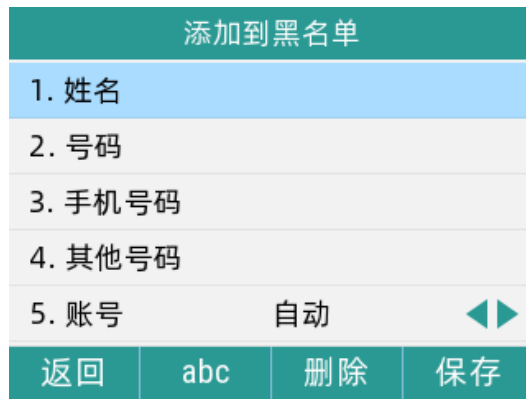 添加到黑名单
1. 姓名
2. 号码
3. 手机号码
4. 其他号码
5. 账号 自动
返回 abc 删除 保存